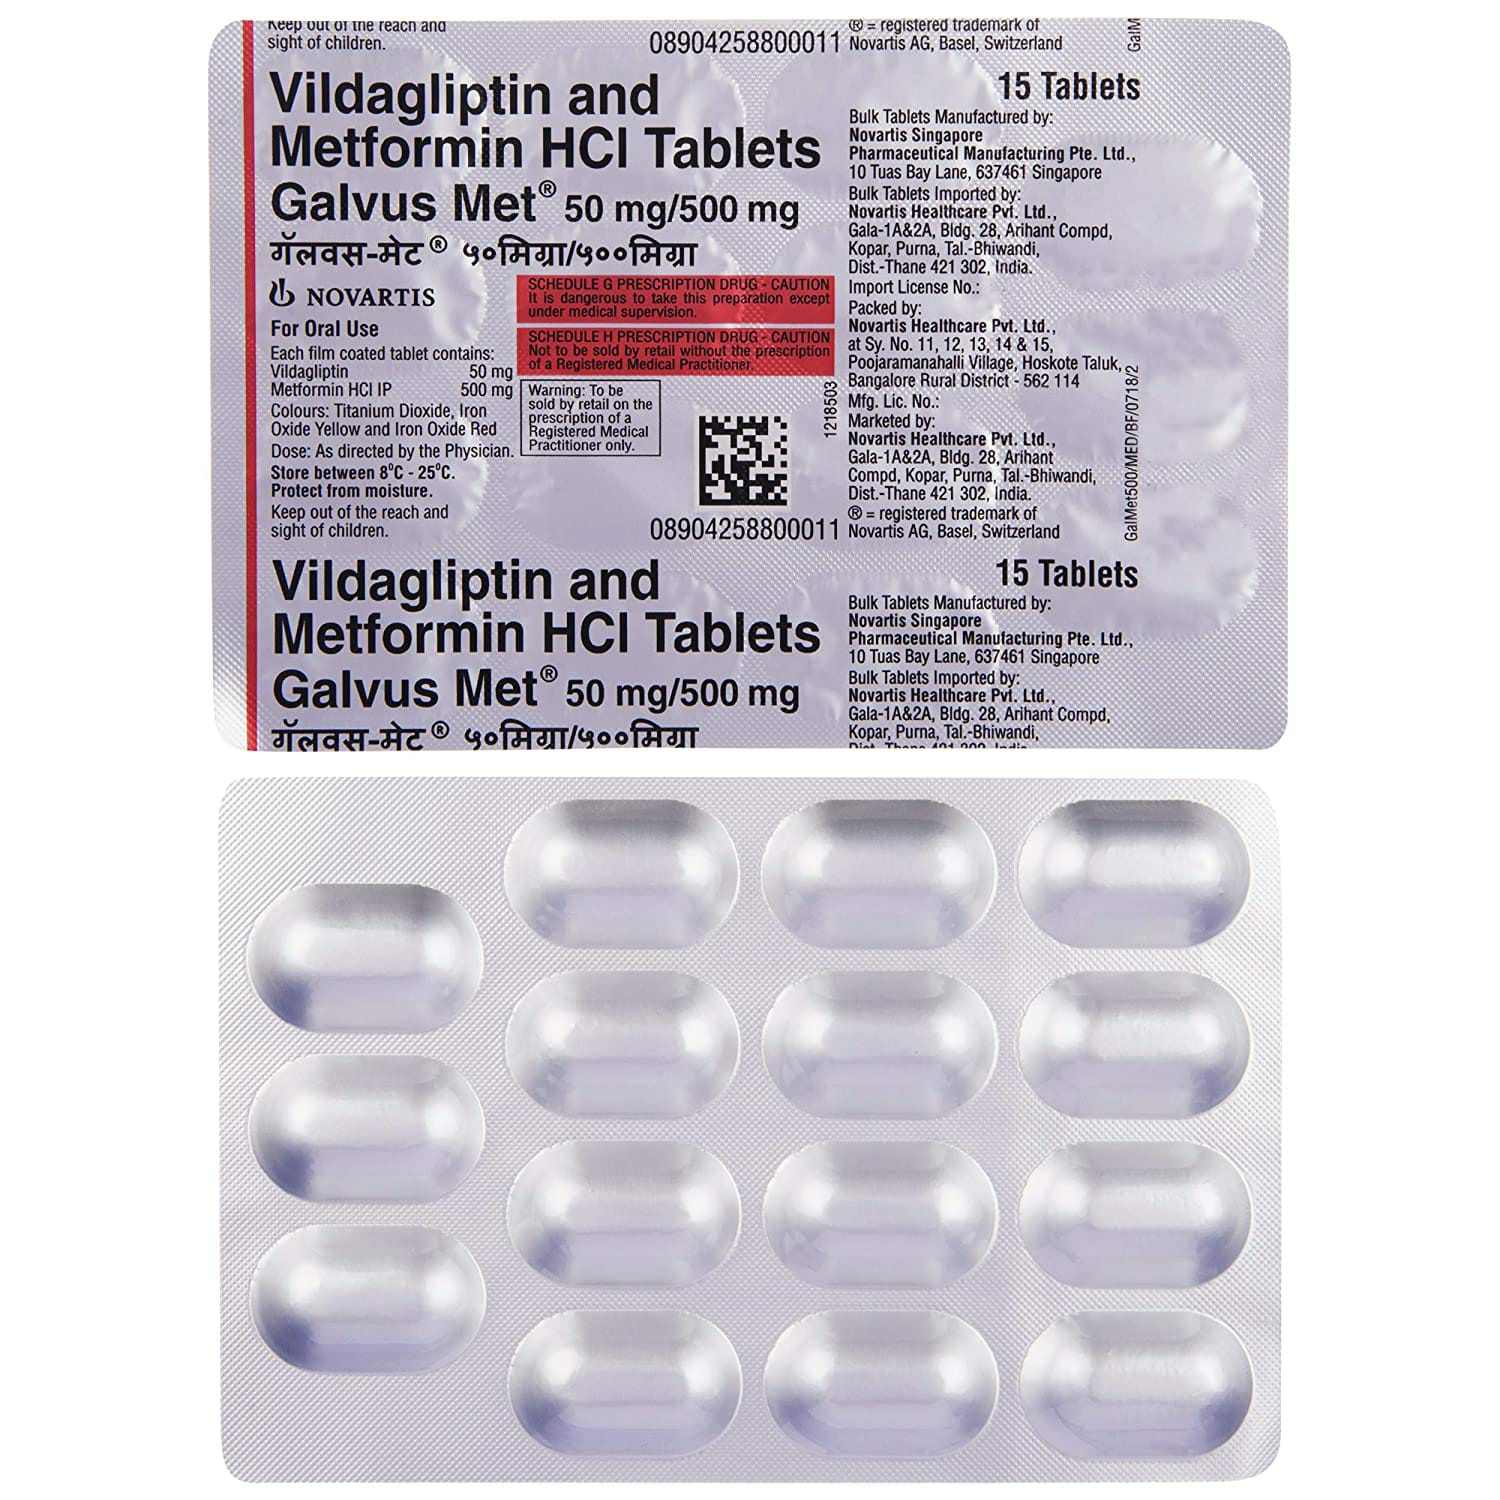 Keep out of the reach and
sight of children.
08904258800011
® = registered trademark of
Novartis AG, Basel, Switzerland
GalM
Vildagliptin and
Metformin HCl Tablets
Galvus Met® 50 mg/500 mg
गॅलवस-मेट® ५०मिग्रा/५००मिग्रा
NOVARTIS
For Oral Use
Each film coated tablet contains:
Vildagliptin 50 mg
Metformin HCl IP 500 mg
Colours: Titanium Dioxide, Iron
Oxide Yellow and Iron Oxide Red
Dose: As directed by the Physician.
Store between 8°C - 25°C.
Protect from moisture.
Keep out of the reach and
sight of children.
SCHEDULE G PRESCRIPTION DRUG - CAUTION
It is dangerous to take this preparation except
under medical supervision.
SCHEDULE H PRESCRIPTION DRUG - CAUTION
Not to be sold by retail without the prescription
of a Registered Medical Practitioner.
Warning: To be
sold by retail on the
prescription of a
Registered Medical
Practitioner only.
1218503
08904258800011
15 Tablets
Bulk Tablets Manufactured by:
Novartis Singapore
Pharmaceutical Manufacturing Pte. Ltd.,
10 Tuas Bay Lane, 637461 Singapore
Bulk Tablets Imported by:
Novartis Healthcare Pvt. Ltd.,
Gala-1A&2A, Bldg. 28, Arihant Compd,
Kopar, Purna, Tal.-Bhiwandi,
Dist.-Thane 421 302, India.
Import License No.:
Packed by:
Novartis Healthcare Pvt. Ltd.,
at Sy. No. 11, 12, 13, 14 & 15,
Poojaramanahalli Village, Hoskote Taluk,
Bangalore Rural District - 562 114
Mfg. Lic. No.:
Marketed by:
Novartis Healthcare Pvt. Ltd.,
Gala-1A&2A, Bldg. 28, Arihant
Compd, Kopar, Purna, Tal.-Bhiwandi,
Dist.-Thane 421 302, India.
® = registered trademark of
Novartis AG, Basel, Switzerland
GalMet500/MED/BF/0718/2
Vildagliptin and
Metformin HCl Tablets
Galvus Met® 50 mg/500 mg
गॅलवस-मेट® ५०मिग्रा/५००मिग्रा
15 Tablets
Bulk Tablets Manufactured by:
Novartis Singapore
Pharmaceutical Manufacturing Pte. Ltd.,
10 Tuas Bay Lane, 637461 Singapore
Bulk Tablets Imported by:
Novartis Healthcare Pvt. Ltd.,
Gala-1A&2A, Bldg. 28, Arihant Compd,
Kopar, Purna, Tal.-Bhiwandi,
Dist.-Thane 421 302, India.